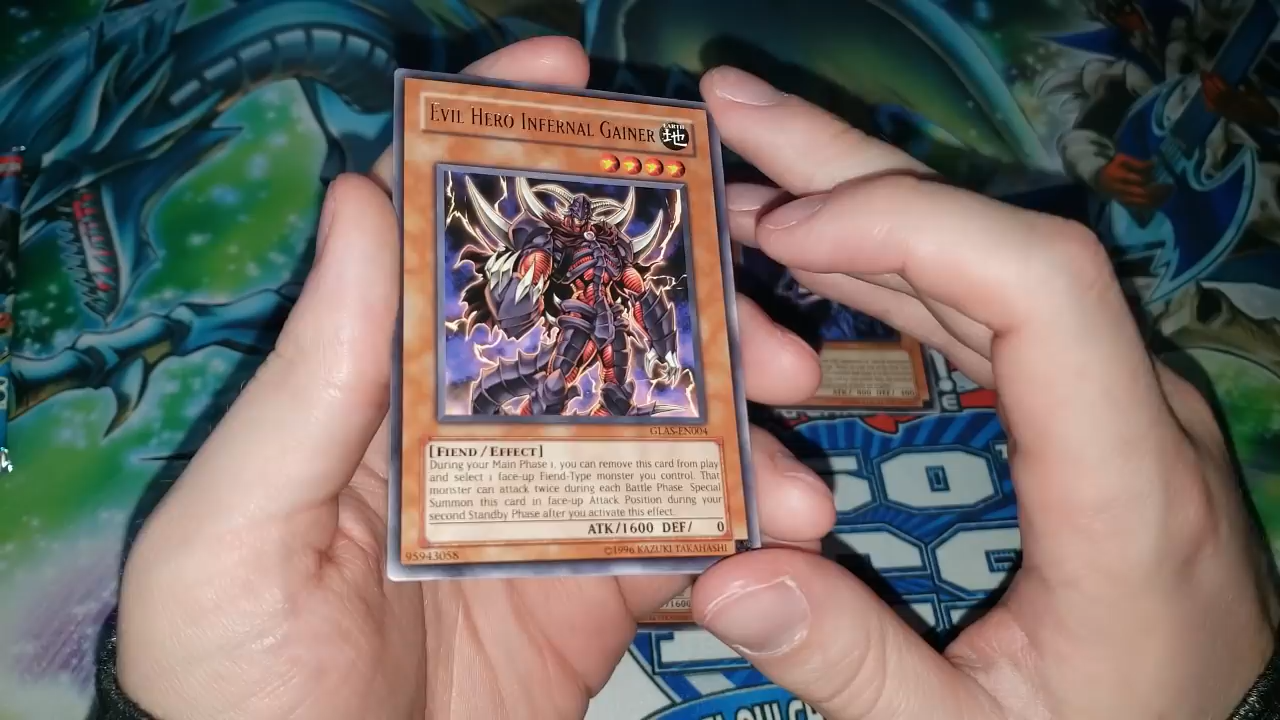 EVIL HERO INFERNAL GAINER
EARTH
地
GLAS-EN004
[FIEND / EFFECT]
During your Main Phase 1, you can remove this card from play
and select 1 face-up Fiend-Type monster you control. That
monster can attack twice during each Battle Phase. Special
Summon this card in face-up Attack Position during your
second Standby Phase after you activate this effect.
ATK/1600 DEF/ 0
95943058
©1996 KAZUKI TAKAHASHI